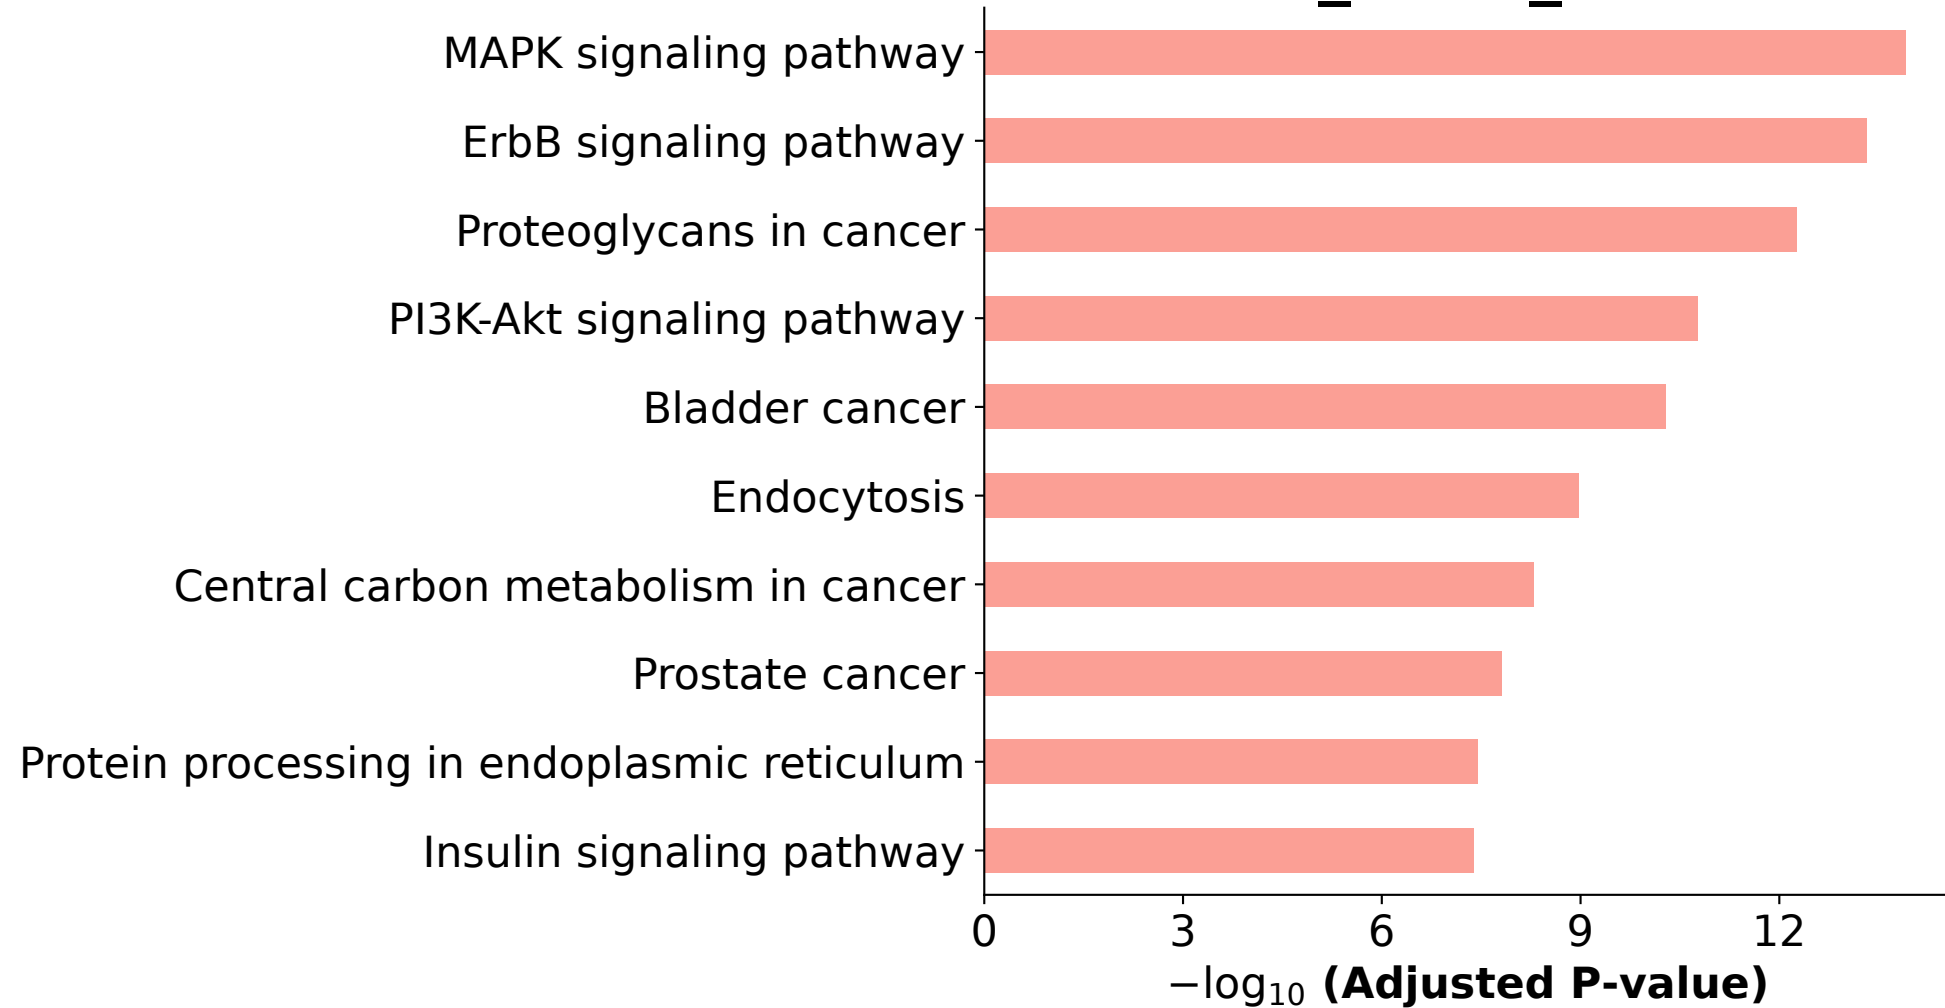 MAPK signaling pathway
ErbB signaling pathway
Proteoglycans in cancer
PI3K-Akt signaling pathway
Bladder cancer
Endocytosis
Central carbon metabolism in cancer
Prostate cancer
Protein processing in endoplasmic reticulum
Insulin signaling pathway
0 3 6 9 12
−log₁₀ (Adjusted P-value)